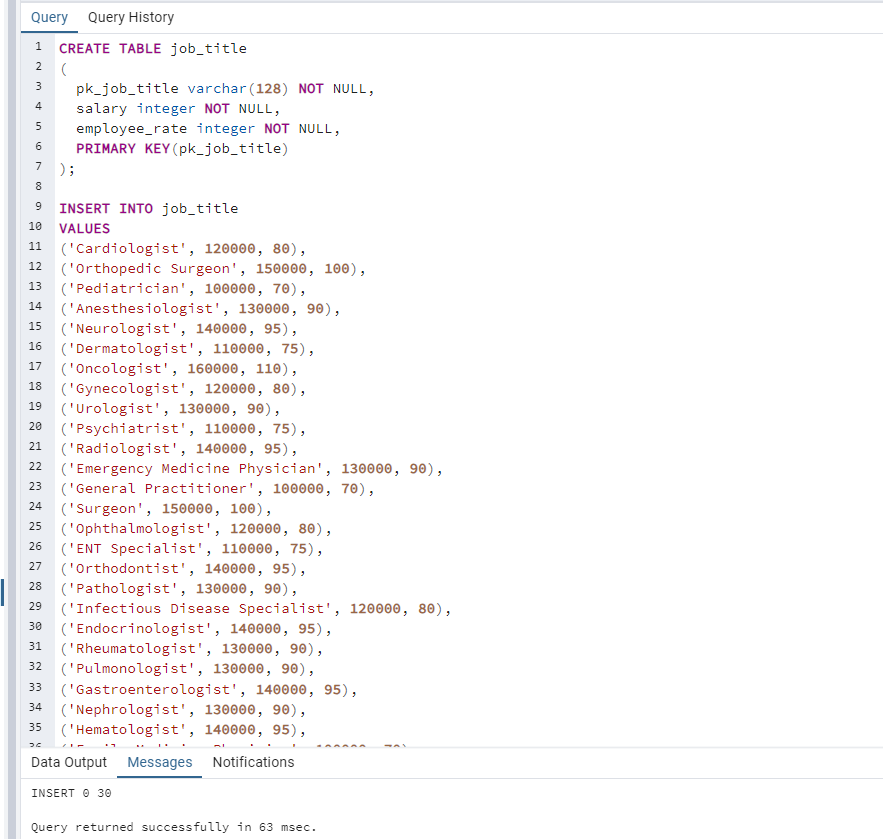 Query Query History
1 CREATE TABLE job_title
2 (
3 pk_job_title varchar(128) NOT NULL,
4 salary integer NOT NULL,
5 employee_rate integer NOT NULL,
6 PRIMARY KEY(pk_job_title)
7 );
8
9 INSERT INTO job_title
10 VALUES
11 ('Cardiologist', 120000, 80),
12 ('Orthopedic Surgeon', 150000, 100),
13 ('Pediatrician', 100000, 70),
14 ('Anesthesiologist', 130000, 90),
15 ('Neurologist', 140000, 95),
16 ('Dermatologist', 110000, 75),
17 ('Oncologist', 160000, 110),
18 ('Gynecologist', 120000, 80),
19 ('Urologist', 130000, 90),
20 ('Psychiatrist', 110000, 75),
21 ('Radiologist', 140000, 95),
22 ('Emergency Medicine Physician', 130000, 90),
23 ('General Practitioner', 100000, 70),
24 ('Surgeon', 150000, 100),
25 ('Ophthalmologist', 120000, 80),
26 ('ENT Specialist', 110000, 75),
27 ('Orthodontist', 140000, 95),
28 ('Pathologist', 130000, 90),
29 ('Infectious Disease Specialist', 120000, 80),
30 ('Endocrinologist', 140000, 95),
31 ('Rheumatologist', 130000, 90),
32 ('Pulmonologist', 130000, 90),
33 ('Gastroenterologist', 140000, 95),
34 ('Nephrologist', 130000, 90),
35 ('Hematologist', 140000, 95),
Data Output Messages Notifications
INSERT 0 30
Query returned successfully in 63 msec.